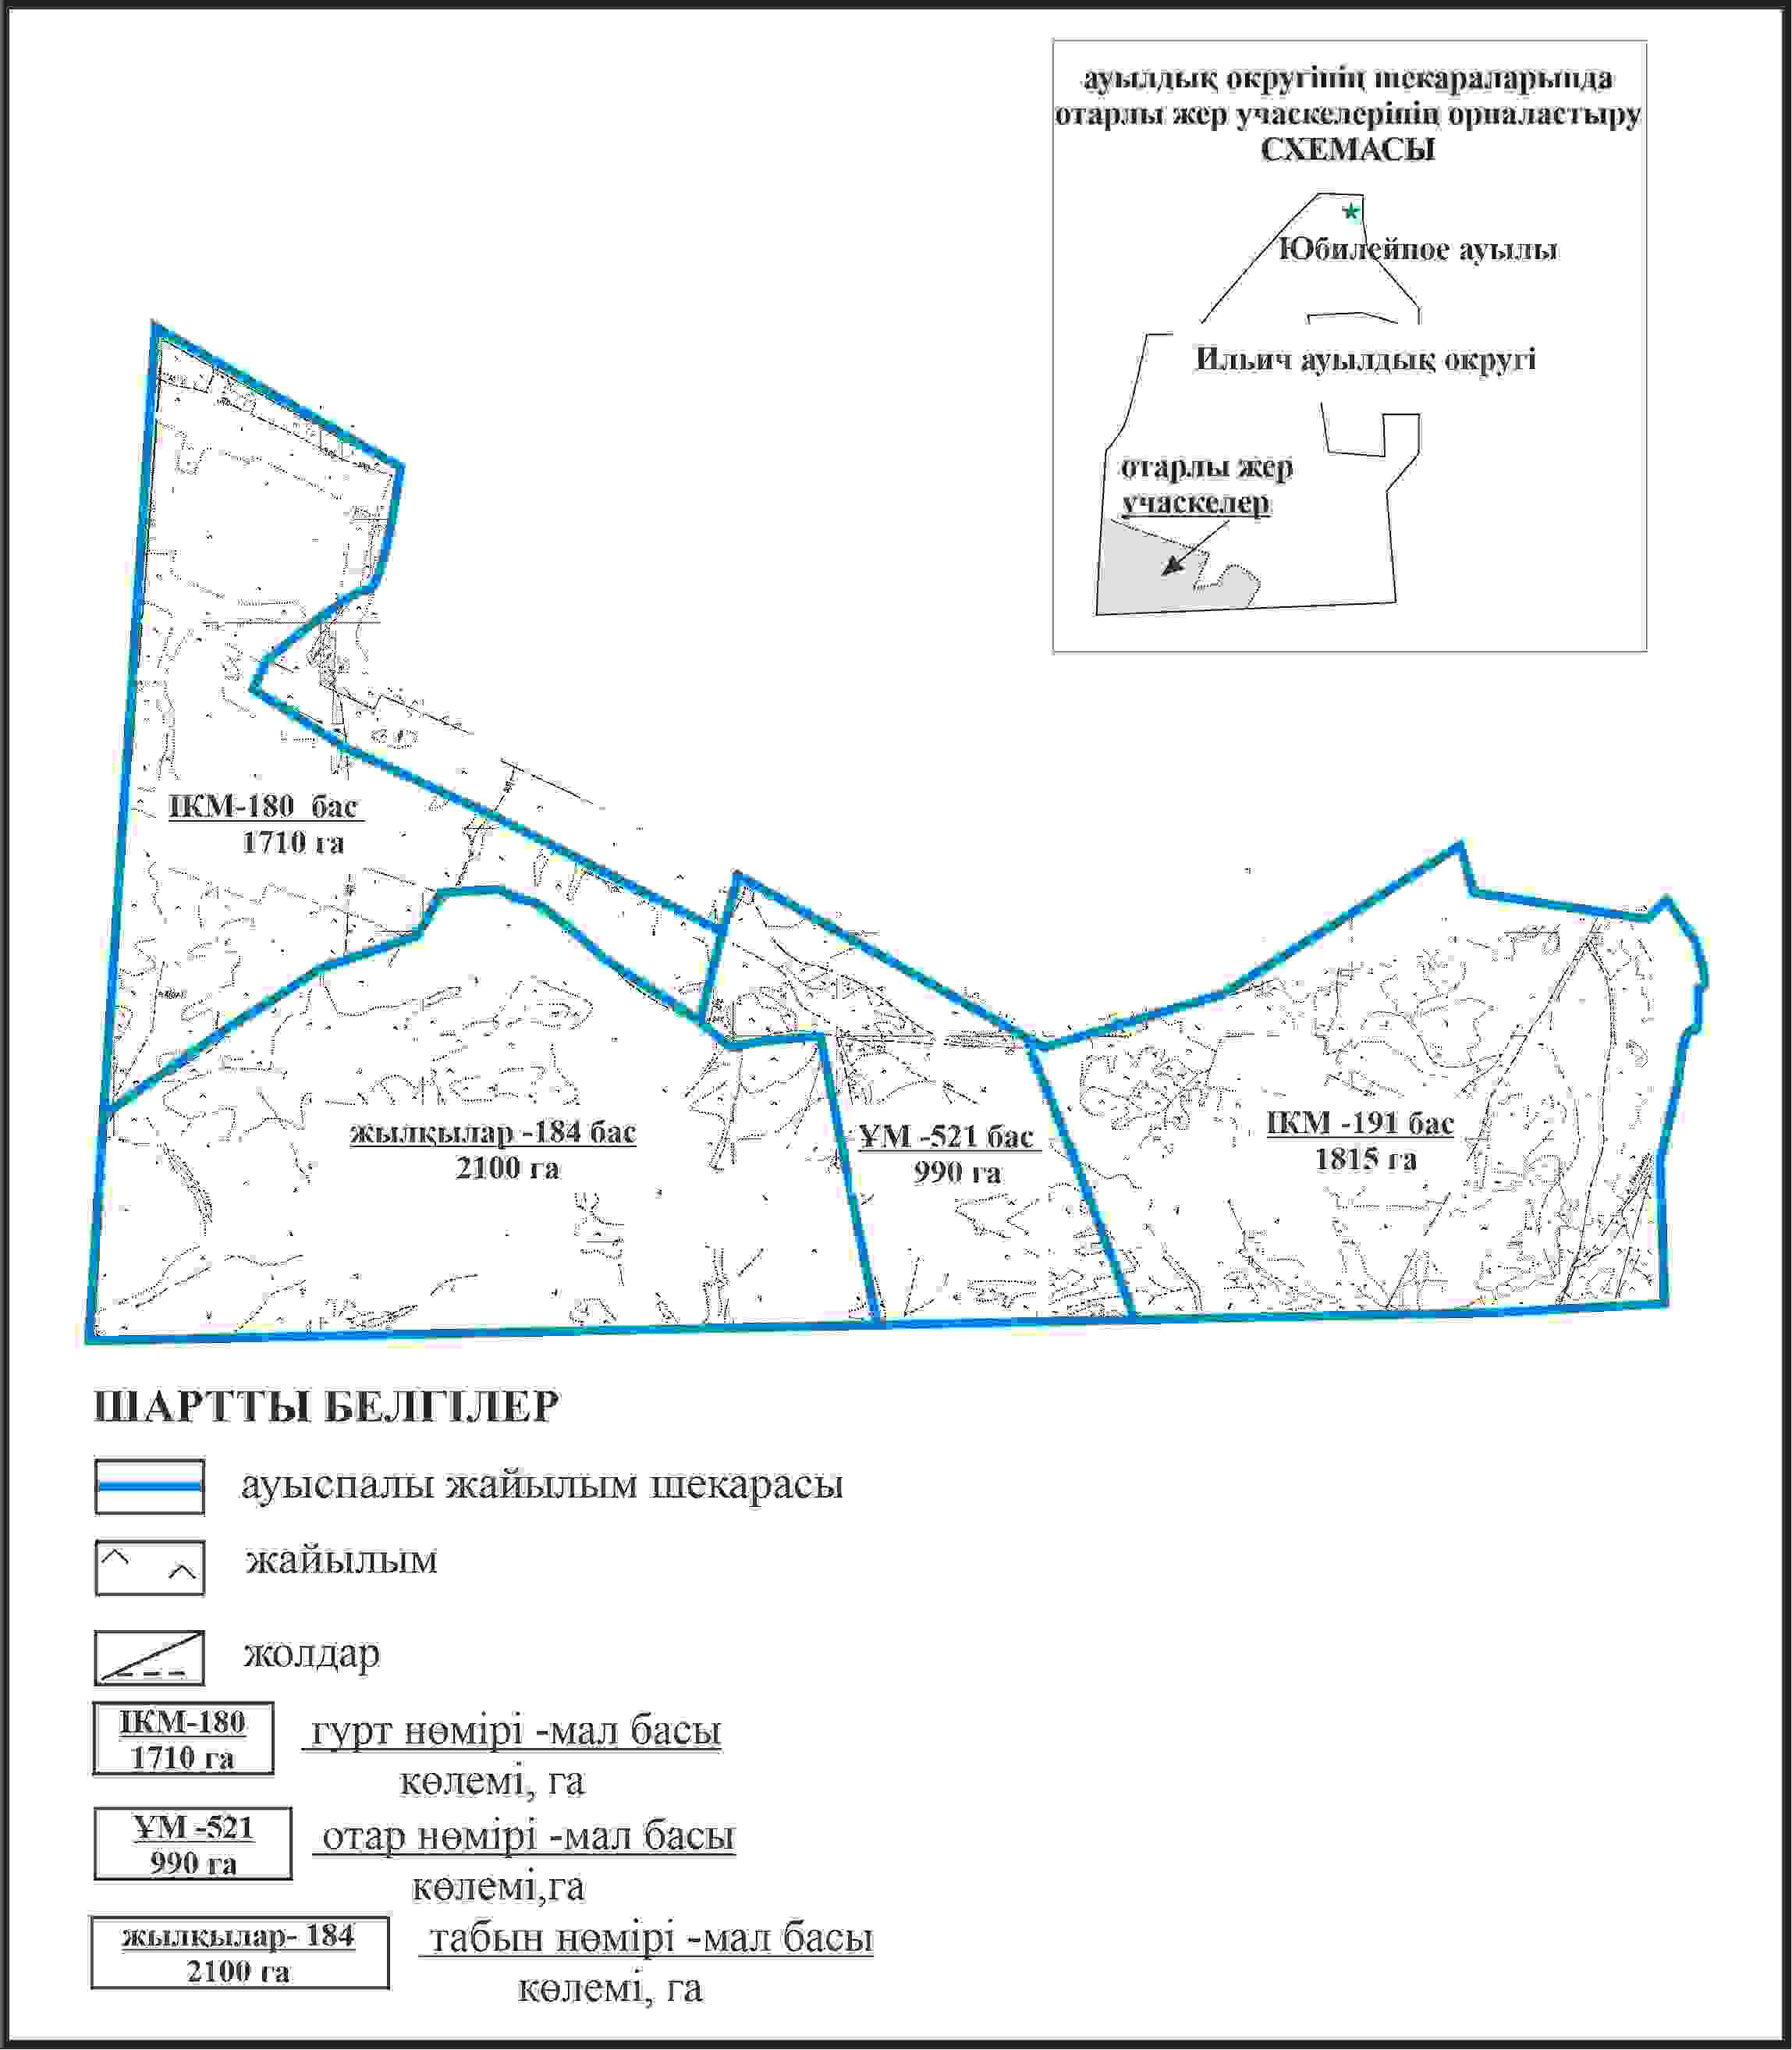 ауылдық округінің шекараларында
отарлы жер учаскелерінің орналастыру
СХЕМАСЫ
Юбилейное ауылы
Ильич ауылдық округі
отарлы жер
учаскелер
ІКМ-180 бас
1710 га
жылқылар -184 бас
2100 га
ҰМ -521 бас
990 га
ІКМ -191 бас
1815 га
ШАРТТЫ БЕЛГІЛЕР
ауыспалы жайылым шекарасы
жайылым
жолдар
ІКМ-180
1710 га
гурт нөмірі -мал басы
көлемі, га
ҰМ -521
990 га
отар нөмірі -мал басы
көлемі,га
жылқылар- 184
2100 га
табын нөмірі -мал басы
көлемі, га